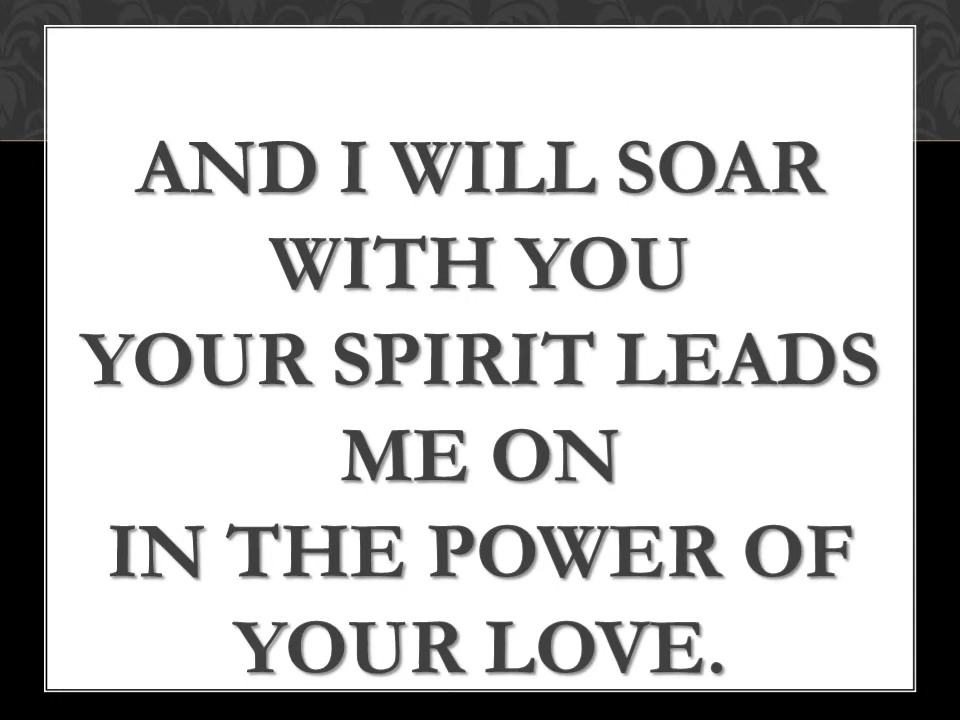 AND I WILL SOAR
WITH YOU
YOUR SPIRIT LEADS
ME ON
IN THE POWER OF
YOUR LOVE.